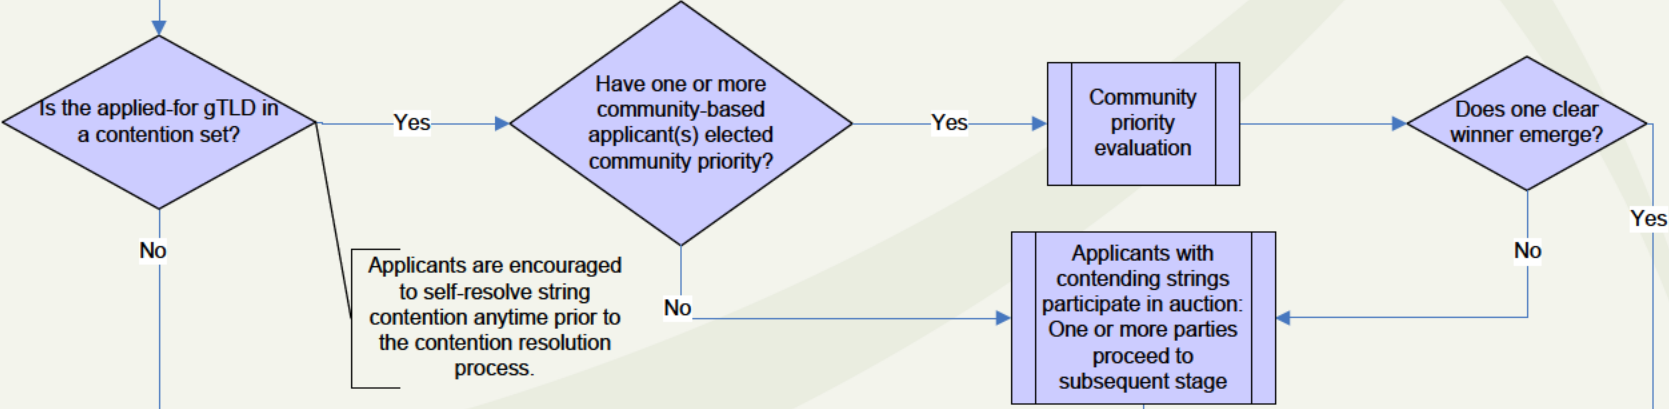 Is the applied-for gTLD in
a contention set?
Yes
No
Applicants are encouraged
to self-resolve string
contention anytime prior to
the contention resolution
process.
Have one or more
community-based
applicant(s) elected
community priority?
Yes
No
Community
priority
evaluation
Applicants with
contending strings
participate in auction:
One or more parties
proceed to
subsequent stage
Does one clear
winner emerge?
No
Yes